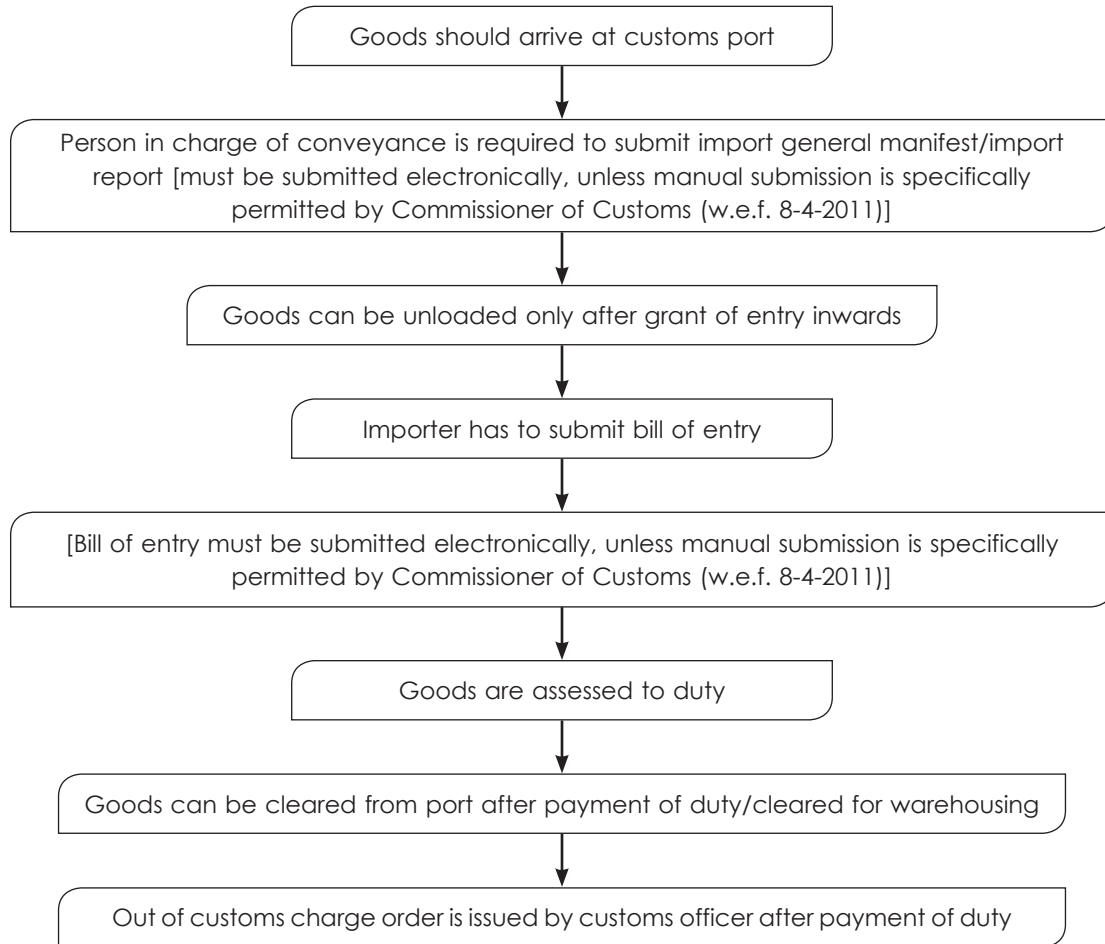 Goods should arrive at customs port
Person in charge of conveyance is required to submit import general manifest/import
report [must be submitted electronically, unless manual submission is specifically
permitted by Commissioner of Customs (w.e.f. 8-4-2011)]
Goods can be unloaded only after grant of entry inwards
Importer has to submit bill of entry
[Bill of entry must be submitted electronically, unless manual submission is specifically
permitted by Commissioner of Customs (w.e.f. 8-4-2011)]
Goods are assessed to duty
Goods can be cleared from port after payment of duty/cleared for warehousing
Out of customs charge order is issued by customs officer after payment of duty